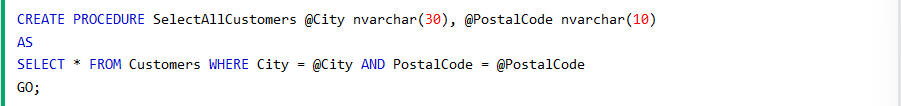 CREATE PROCEDURE SelectAllCustomers @City nvarchar(30), @PostalCode nvarchar(10)
AS
SELECT * FROM Customers WHERE City = @City AND PostalCode = @PostalCode
GO;